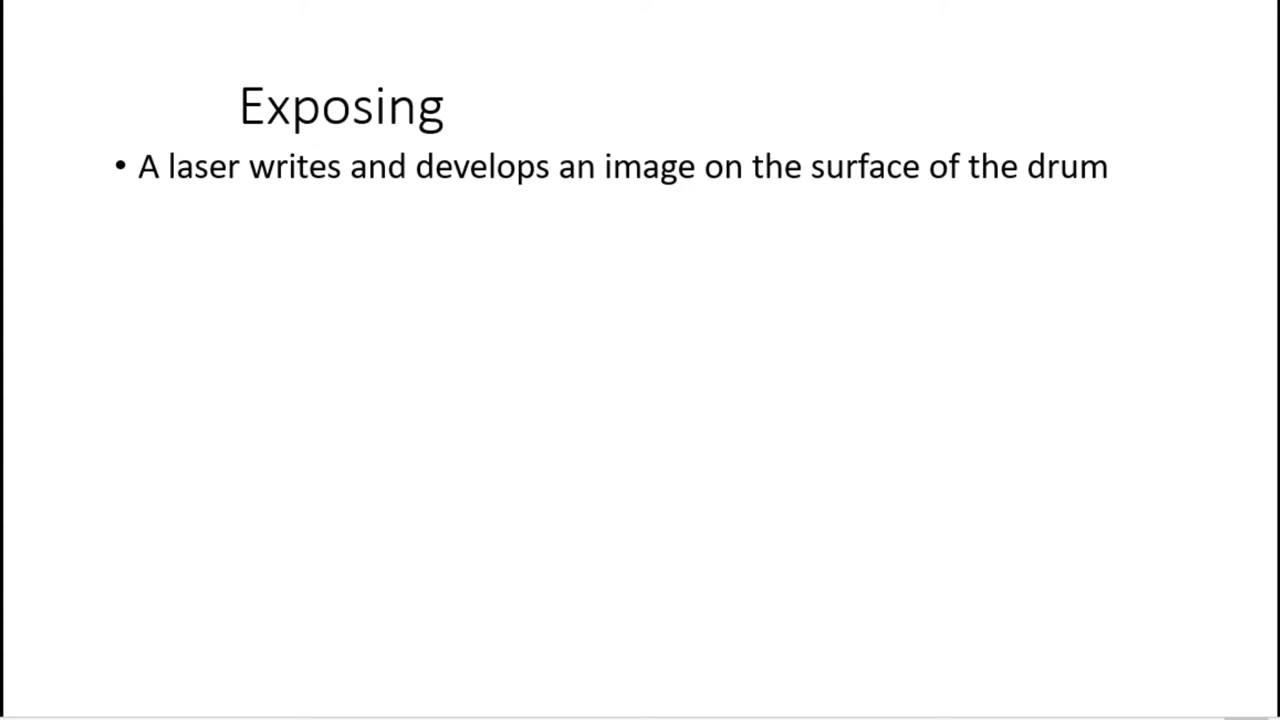 Exposing
• A laser writes and develops an image on the surface of the drum